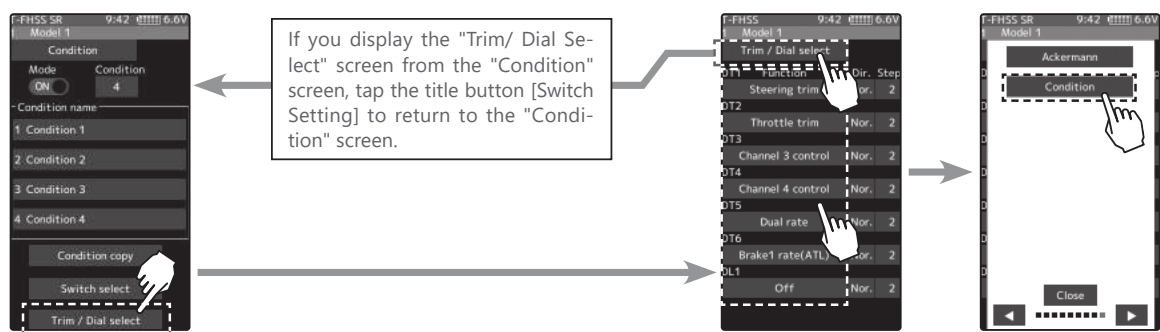 T-FHSS SR 9:42 6.6V
1 Model 1
Condition
Mode Condition
ON 4
Condition name
1 Condition 1
2 Condition 2
3 Condition 3
4 Condition 4
Condition copy
Switch select
Trim / Dial select
If you display the "Trim/ Dial Se-
lect" screen from the "Condition"
screen, tap the title button [Switch
Setting] to return to the "Condi-
tion" screen.
T-FHSS 9:42 6.6V
1 Model 1
Trim / Dial select
DT1 Function Dir. Step
Steering trim Nor. 2
DT2
Throttle trim Nor. 2
DT3
Channel 3 control Nor. 2
DT4
Channel 4 control Nor. 2
DT5
Dual rate Nor. 2
DT6
Brake1 rate(ATL) Nor. 2
DL1
Off Nor. 2
T-FHSS SR 9:42 6.6V
1 Model 1
Ackermann
Condition
Close